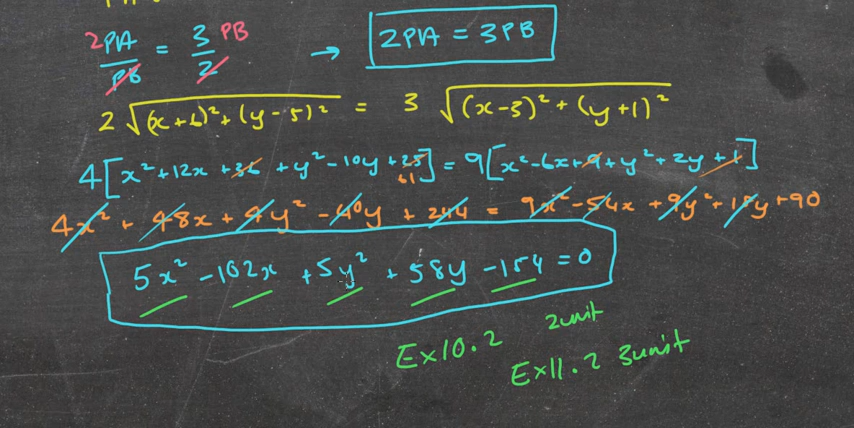 2PA/PB = 3/2 PB → 2PA = 3PB
2√((x+6)²+(y-5)²) = 3√((x-3)²+(y+1)²)
4[x²+12x+36+y²-10y+25] = 9[x²-6x+9+y²+2y+1]
61
4x²+48x+4y²-40y+244 = 9x²-54x+9y²+18y+90
5x²-102x+5y²+58y-154=0
Ex10.2 2unit
Ex11.2 3unit